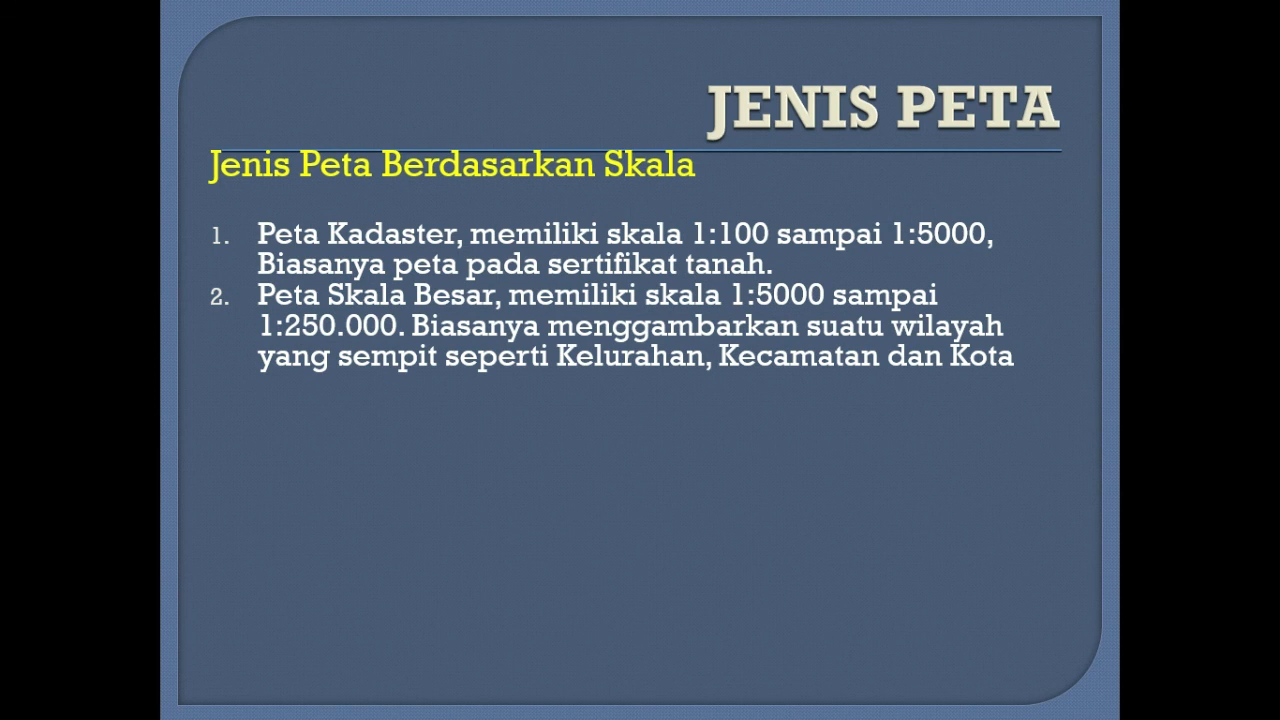 JENIS PETA
Jenis Peta Berdasarkan Skala
1. Peta Kadaster, memiliki skala 1:100 sampai 1:5000,
Biasanya peta pada sertifikat tanah.
2. Peta Skala Besar, memiliki skala 1:5000 sampai
1:250.000. Biasanya menggambarkan suatu wilayah
yang sempit seperti Kelurahan, Kecamatan dan Kota